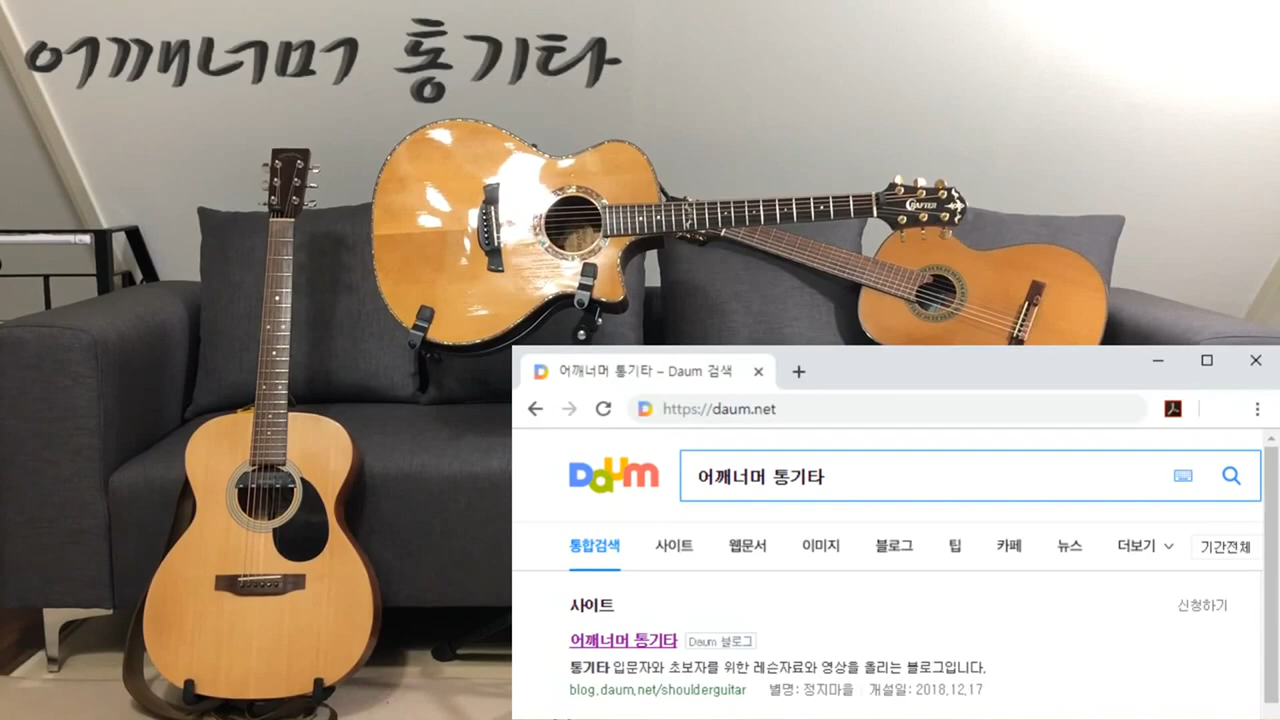 어깨너머 통기타
CRAFTER
어깨너머 통기타 – Daum 검색
https://daum.net
Daum
어깨너머 통기타
통합검색 사이트 웹문서 이미지 블로그 팁 카페 뉴스 더보기 기간전체
사이트 신청하기
어깨너머 통기타 Daum 블로그
통기타 입문자와 초보자를 위한 레슨자료와 영상을 올리는 블로그입니다.
blog.daum.net/shoulderguitar 별명: 정지마을 개설일: 2018.12.17